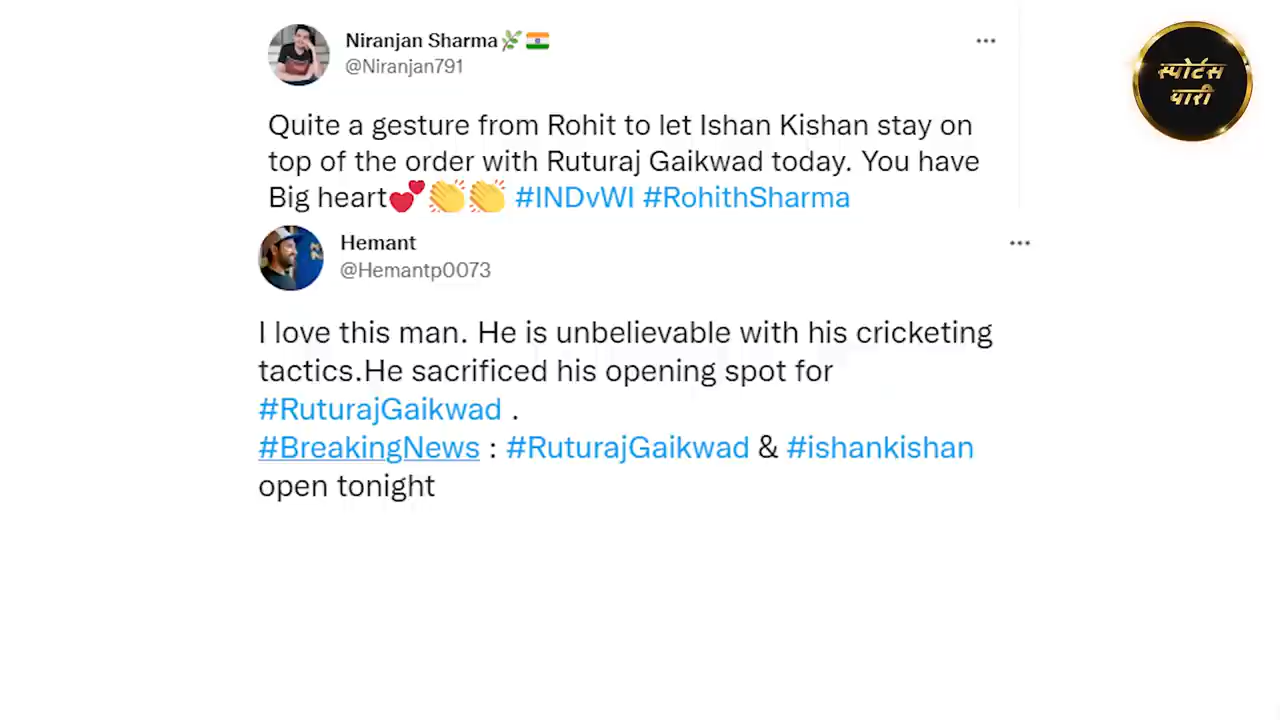 Niranjan Sharma🌿🇮🇳
@Niranjan791
Quite a gesture from Rohit to let Ishan Kishan stay on
top of the order with Ruturaj Gaikwad today. You have
Big heart💕👏👏 #INDvWI #RohithSharma
Hemant
@Hemantp0073
I love this man. He is unbelievable with his cricketing
tactics.He sacrificed his opening spot for
#RuturajGaikwad .
#BreakingNews : #RuturajGaikwad & #ishankishan
open tonight
स्पोर्टस
पारी